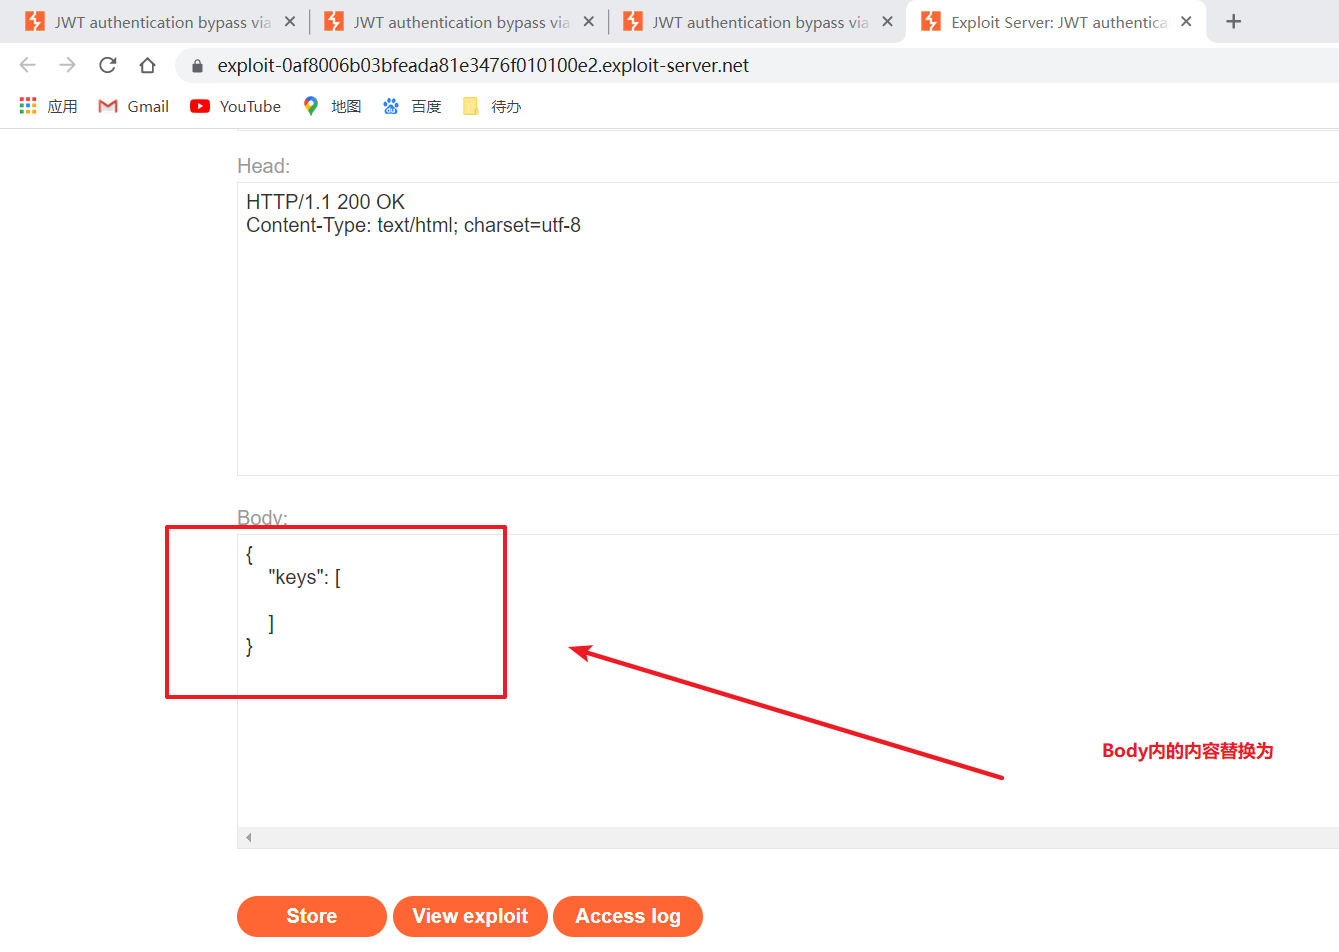 JWT authentication bypass via
JWT authentication bypass via
JWT authentication bypass via
Exploit Server: JWT authentica
exploit-0af8006b03bfeada81e3476f010100e2.exploit-server.net
应用 Gmail YouTube 地图 百度 待办
Head:
HTTP/1.1 200 OK
Content-Type: text/html; charset=utf-8
Body:
{
"keys": [
]
}
Body内的内容替换为
Store View exploit Access log